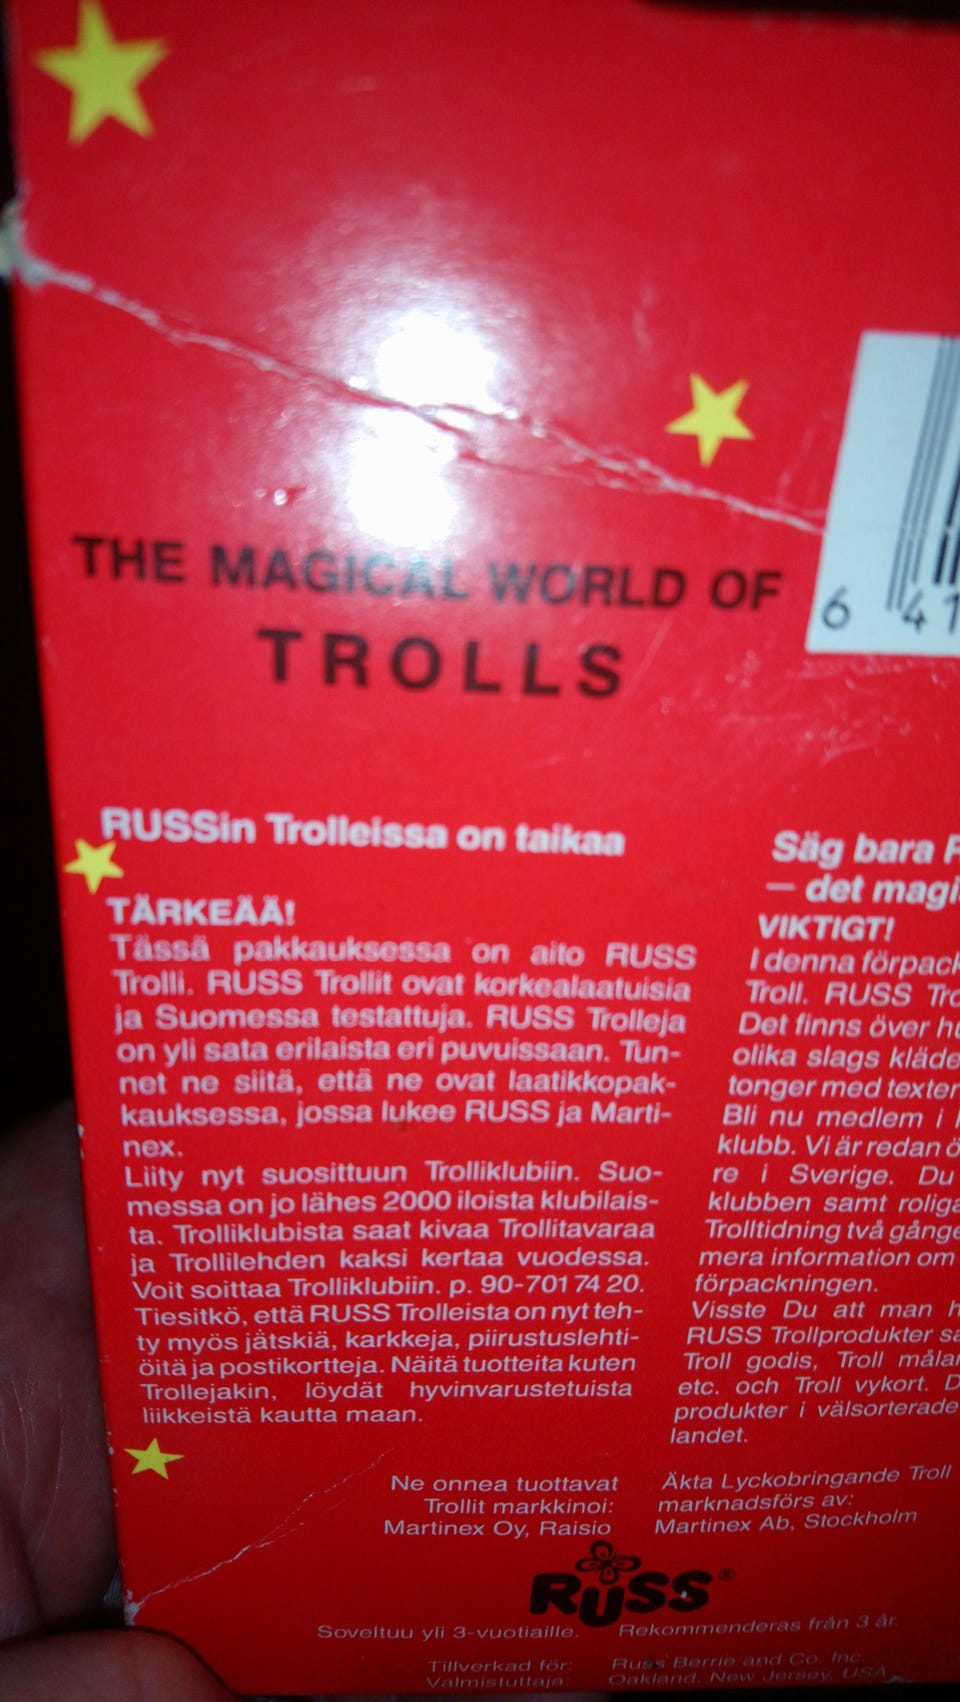 THE MAGICAL WORLD OF
TROLLS
6 41
RUSSin Trolleissa on taikaa
TÄRKEÄÄ!
Tässä pakkauksessa on aito RUSS
Trolli. RUSS Trollit ovat korkealaatuisia
ja Suomessa testattuja. RUSS Trolleja
on yli sata erilaista eri puvuissaan. Tun-
net ne siitä, että ne ovat laatikkopak-
kauksessa, jossa lukee RUSS ja Marti-
nex.
Liity nyt suosittuun Trolliklubiin. Suo-
messa on jo lähes 2000 iloista klubilais-
ta. Trolliklubista saat kivaa Trollitavaraa
ja Trollilehden kaksi kertaa vuodessa.
Voit soittaa Trolliklubiin. p. 90-701 74 20.
Tiesitkö, että RUSS Trolleista on nyt teh-
ty myös jätskiä, karkkeja, piirustuslehti-
öitä ja postikortteja. Näitä tuotteita kuten
Trollejakin, löydät hyvinvarustetuista
liikkeistä kautta maan.
Ne onnea tuottavat
Trollit markkinoi:
Martinex Oy, Raisio
Säg bara
— det magi
VIKTIGT!
I denna förpack
Troll. RUSS Tro
Det finns över hu
olika slags kläde
tonger med texter
Bli nu medlem i
klubb. Vi är redan ö
re i Sverige. Du
klubben samt roliga
Trolltidning två gånge
mera information om
förpackningen.
Visste Du att man h
RUSS Trollprodukter sa
Troll godis, Troll målar
etc. och Troll vykort. D
produkter i välsorterade
landet.
Äkta Lyckobringande Troll
marknadsförs av:
Martinex Ab, Stockholm
RUSS®
Soveltuu yli 3-vuotiaille. Rekommenderas från 3 år.
Tillverkad för: Russ Berrie and Co. Inc.
Valmistuttaja: Oakland, New Jersey, USA